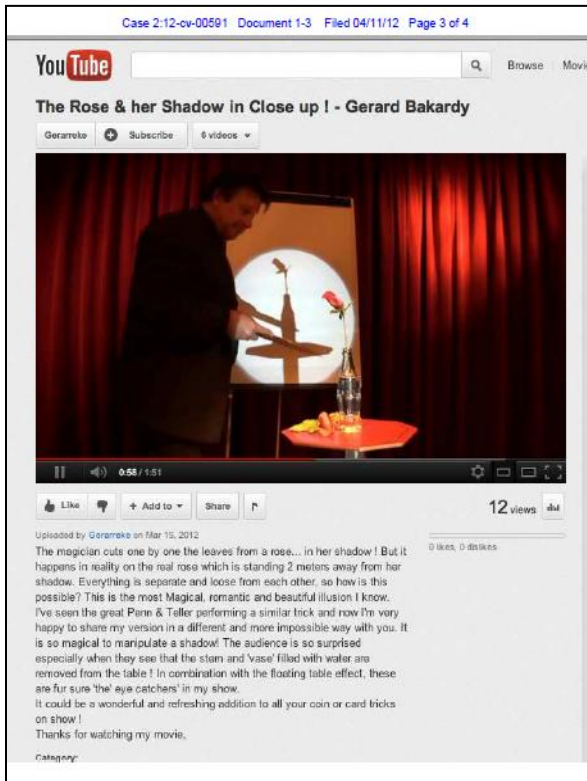 Case 2:12-cv-00591 Document 1-3 Filed 04/11/12 Page 3 of 4
YouTube
Browse Movi
The Rose & her Shadow in Close up ! - Gerard Bakardy
Gerarreke Subscribe 6 videos
0:58 / 1:51
Like Add to Share
12 views
Uploaded by Gerarreke on Mar 15, 2012
0 likes, 0 dislikes
The magician cuts one by one the leaves from a rose... in her shadow ! But it
happens in reality on the real rose which is standing 2 meters away from her
shadow. Everything is separate and loose from each other, so how is this
possible? This is the most Magical, romantic and beautiful illusion I know.
I've seen the great Penn & Teller performing a similar trick and now I'm very
happy to share my version in a different and more impossible way with you. It
is so magical to manipulate a shadow! The audience is so surprised
especially when they see that the stem and 'vase' filled with water are
removed from the table ! In combination with the floating table effect, these
are fur sure 'the' eye catchers' in my show.
It could be a wonderful and refreshing addition to all your coin or card tricks
on show !
Thanks for watching my movie,
Category: